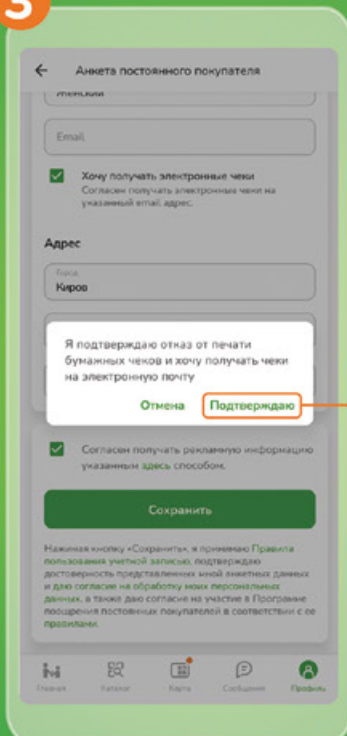 3
Анкета постоянного покупателя
Женский
Email
Хочу получать электронные чеки
Согласен получать электронные чеки на
указанный email адрес.
Адрес
Город
Киров
Я подтверждаю отказ от печати
бумажных чеков и хочу получать чеки
на электронную почту
Отмена Подтверждаю
Согласен получать рекламную информацию
указанным здесь способом.
Сохранить
Нажимая кнопку «Сохранить», я принимаю Правила
пользования учетной записью, подтверждаю
достоверность представленных мной анкетных данных
и даю согласие на обработку моих персональных
данных, а также даю согласие на участие в Программе
поощрения постоянных покупателей в соответствии с ее
правилами.
Главная Каталог Карта Сообщения Профиль